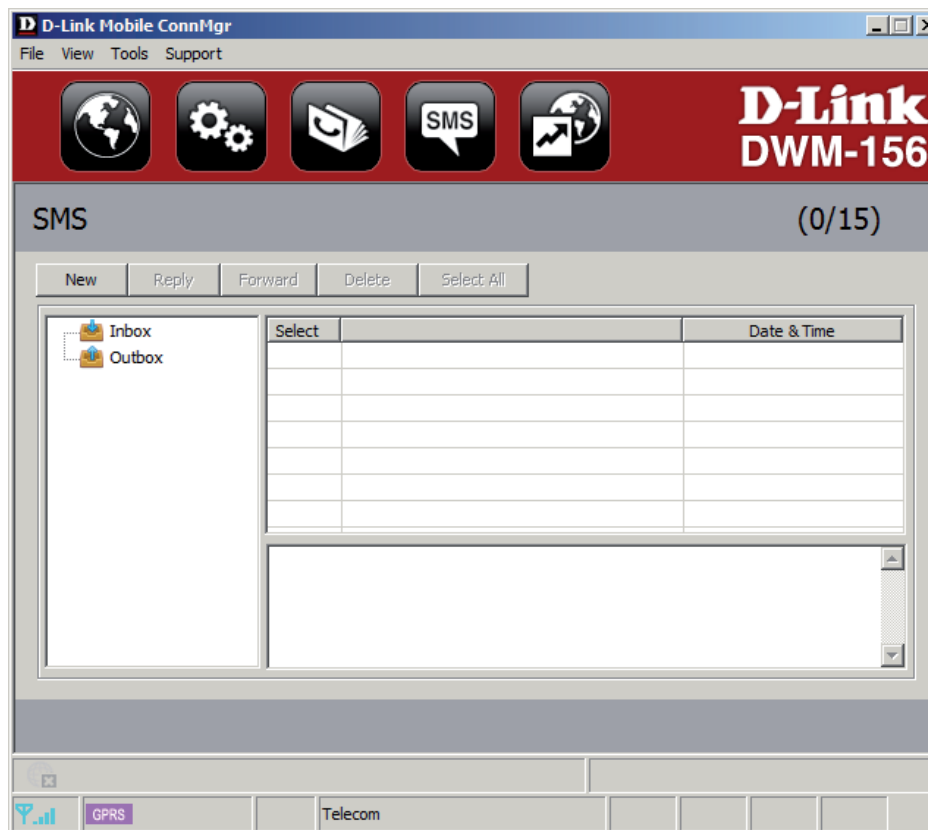 D D-Link Mobile ConnMgr
File View Tools Support
SMS
D-Link
DWM-156
SMS (0/15)
New Reply Forward Delete Select All
Inbox
Outbox
Select Date & Time
GPRS Telecom